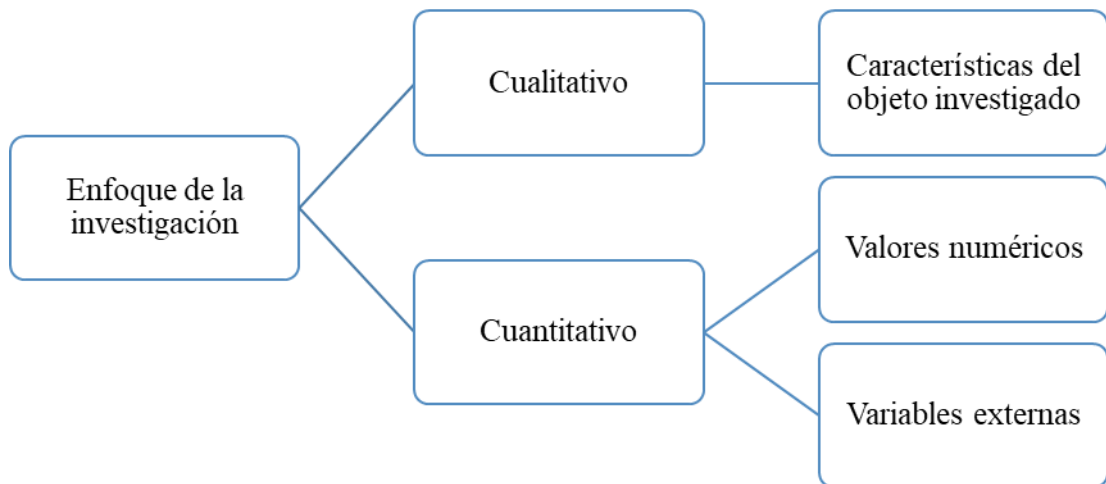 Enfoque de la
investigación
Cualitativo
Características del
objeto investigado
Cuantitativo
Valores numéricos
Variables externas